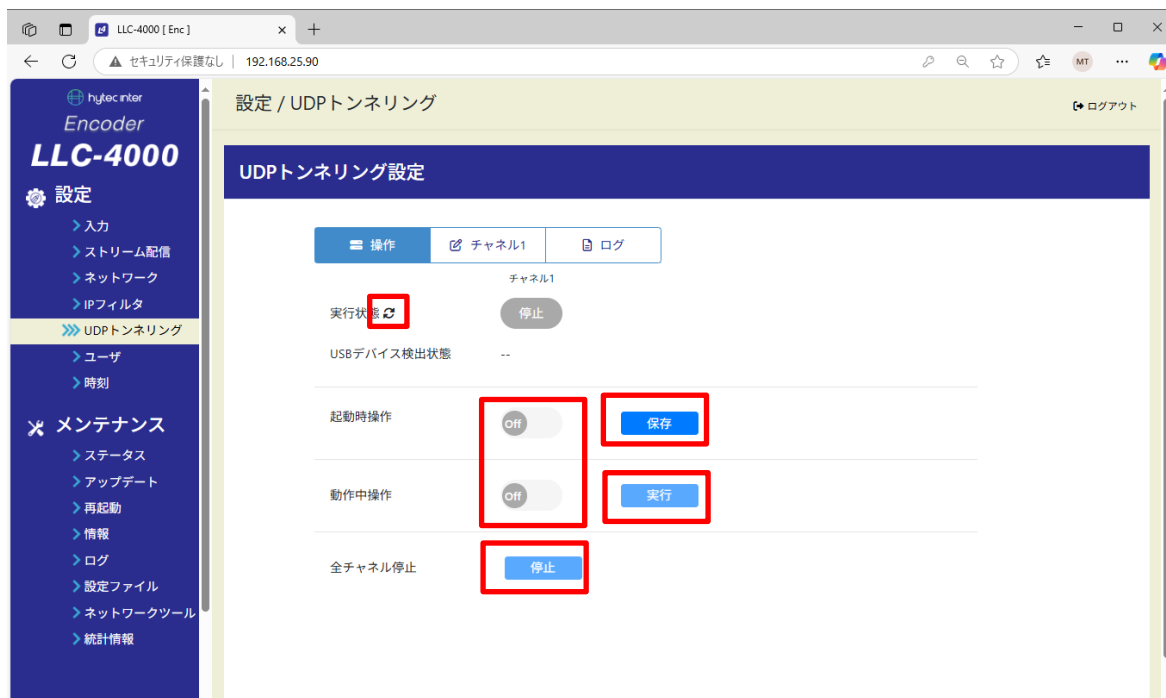 LLC-4000 [ Enc ]
セキュリティ保護なし | 192.168.25.90
MT
hytec inter
Encoder
LLC-4000
設定
入力
ストリーム配信
ネットワーク
IPフィルタ
UDPトンネリング
ユーザ
時刻
メンテナンス
ステータス
アップデート
再起動
情報
ログ
設定ファイル
ネットワークツール
統計情報
設定 / UDPトンネリング
ログアウト
UDPトンネリング設定
操作 チャネル1 ログ
チャネル1
実行状態 停止
USBデバイス検出状態 --
起動時操作 Off 保存
動作中操作 Off 実行
全チャネル停止 停止